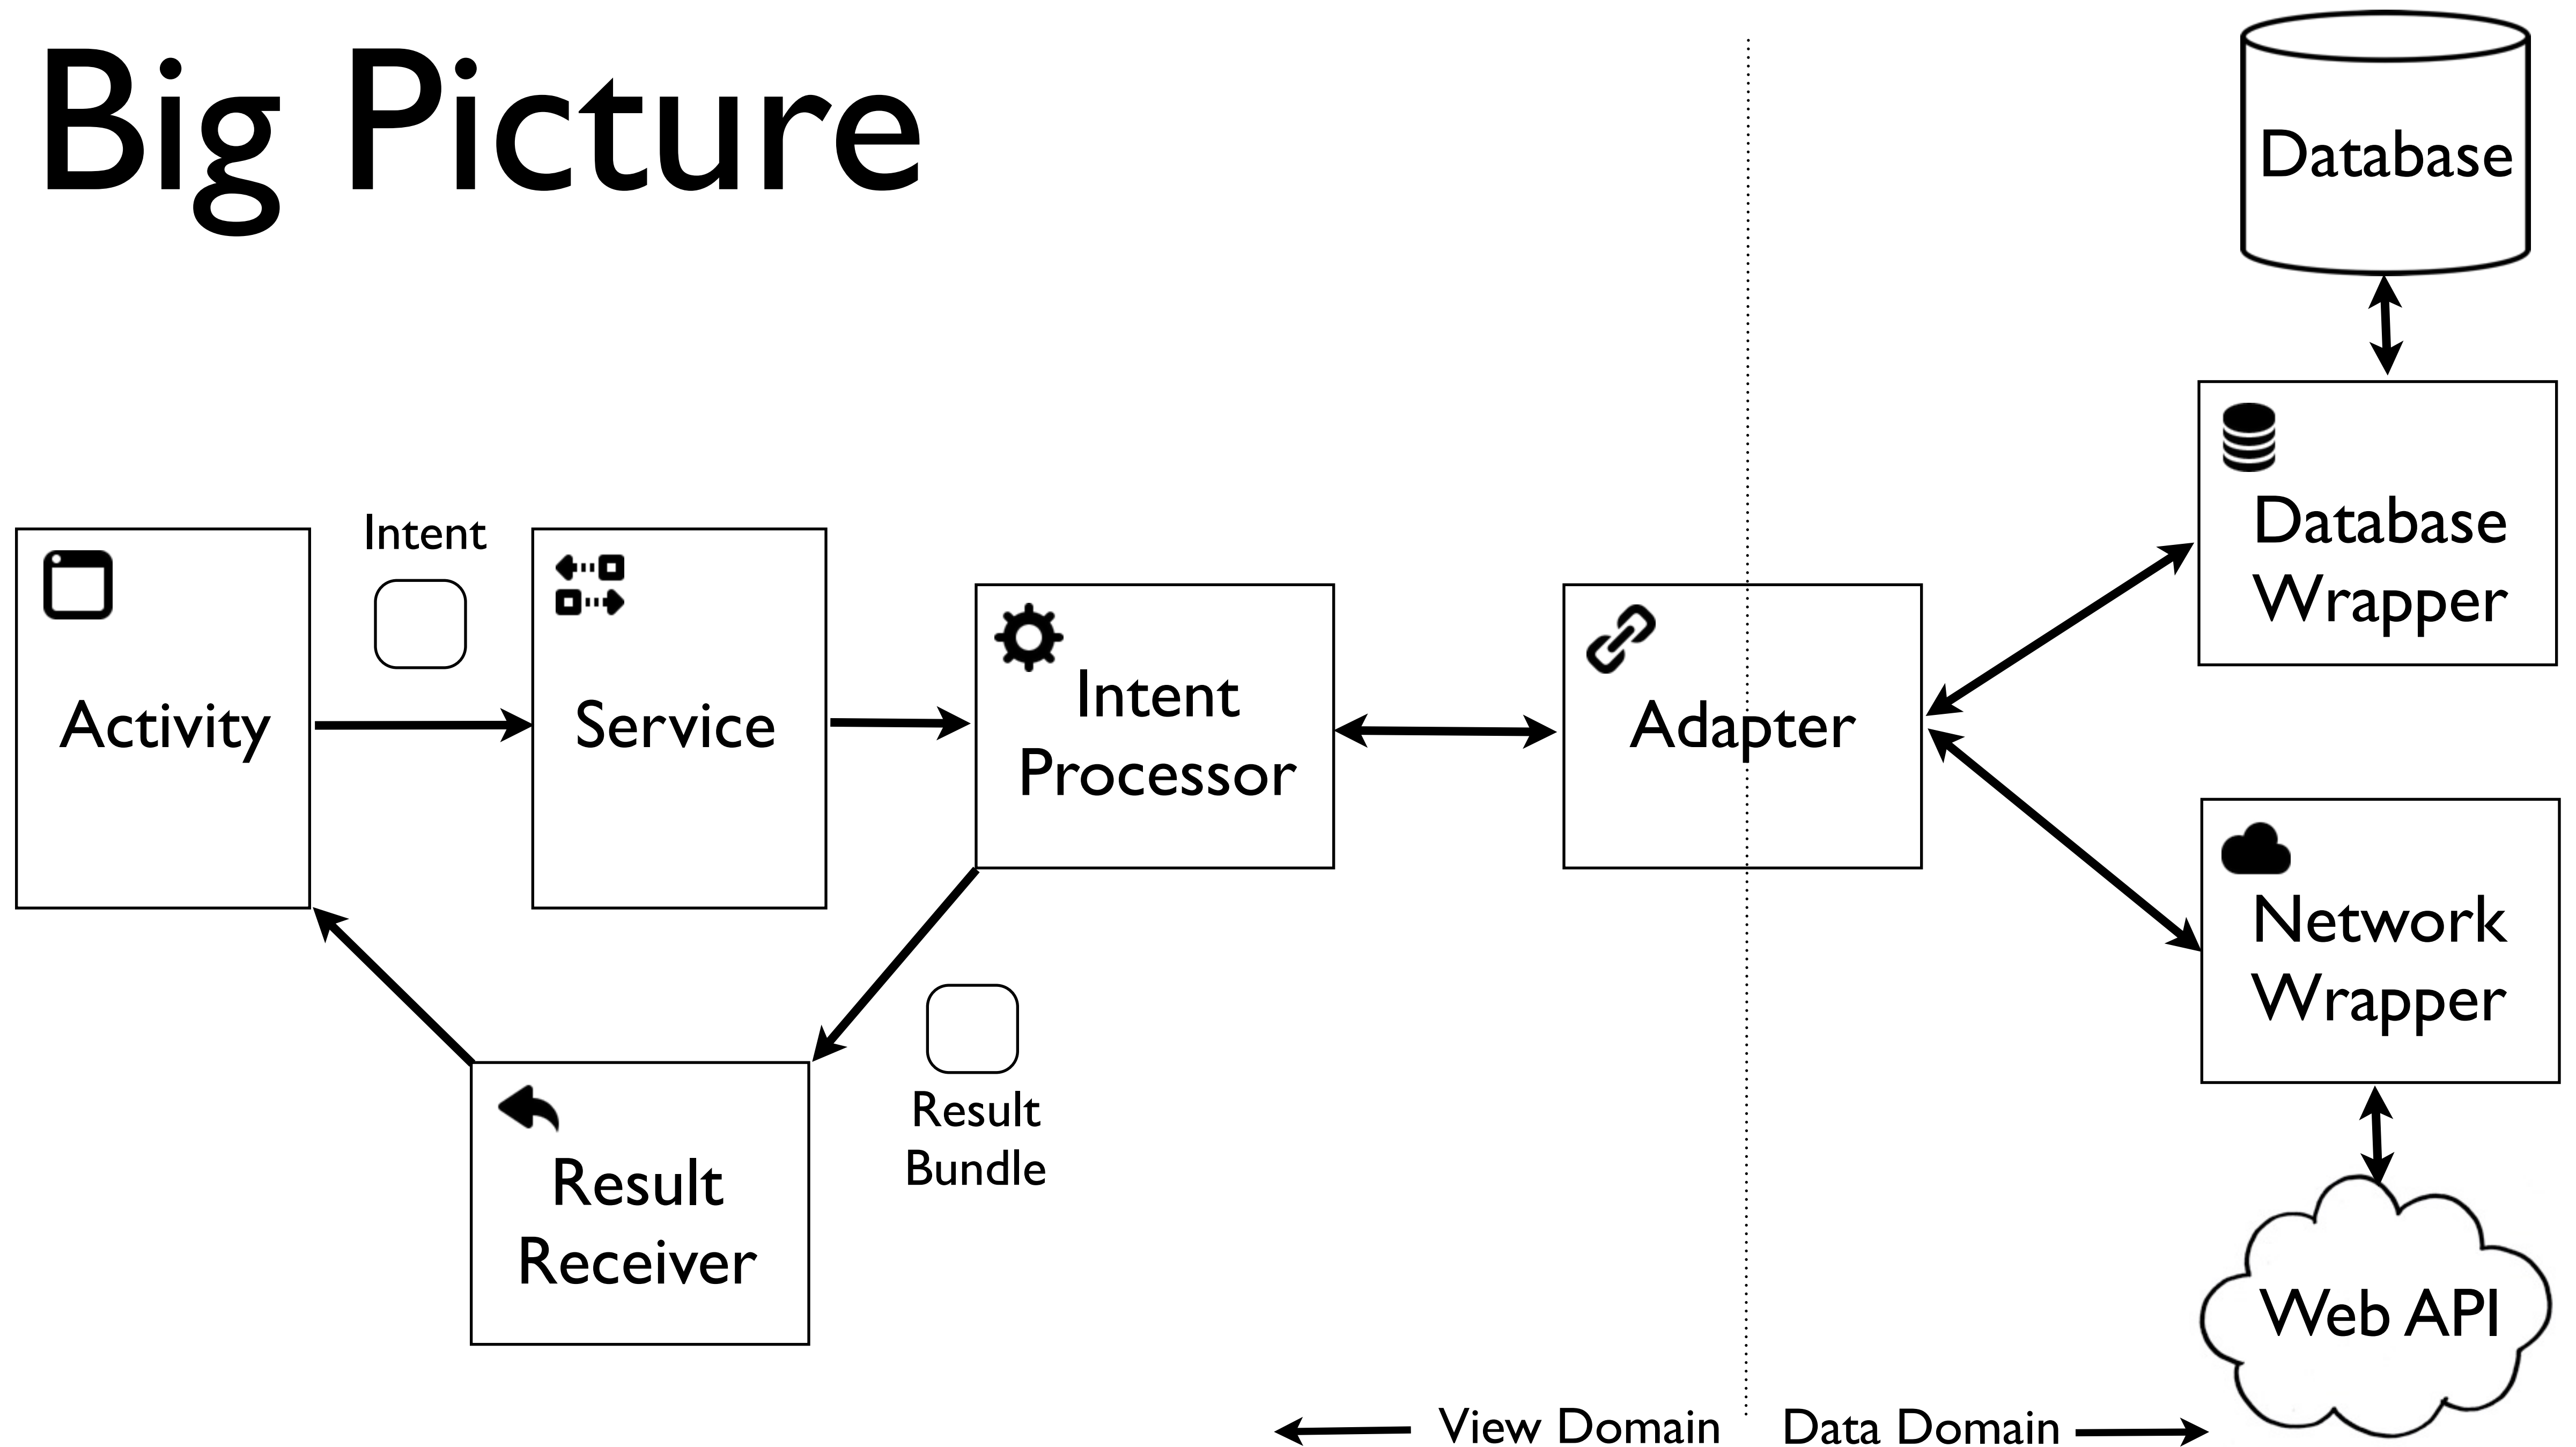 Big Picture
Database
Database
Wrapper
Intent
Activity
Service
Intent
Processor
Adapter
Network
Wrapper
Result
Bundle
Result
Receiver
Web API
View Domain
Data Domain